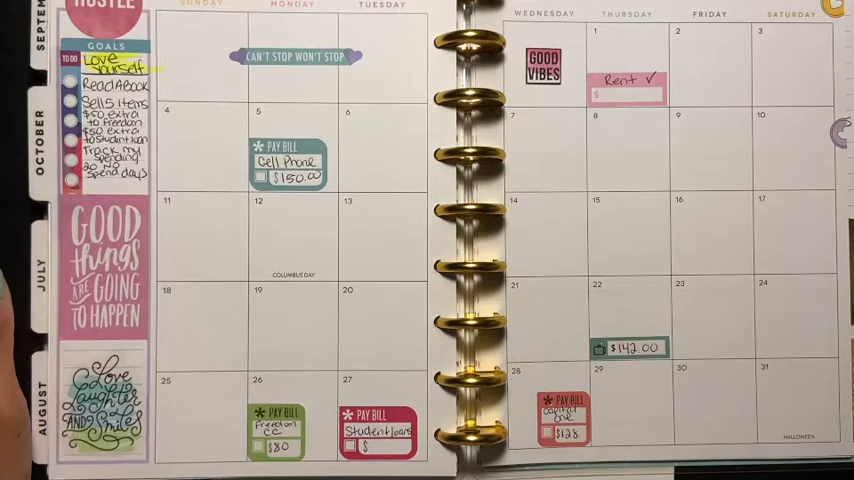 HUSTLE
SEPTEM
OCTOBER
JULY
AUGUST
GOALS
TO DO
Love
Yourself
Read A Book
Sell 5 items
$50 extra
to Freedom
$50 extra
to student loan
Track my
spending
20 no
spend days
GOOD
things
ARE GOING
TO HAPPEN
Love
Laughter
AND Smiles
SUNDAY MONDAY TUESDAY
CAN'T STOP WON'T STOP
4 5 6
PAY BILL
Cell Phone
$150.00
11 12 13
COLUMBUS DAY
18 19 20
25 26 27
PAY BILL
Freedom
CC
$80
PAY BILL
Student loans
$
WEDNESDAY THURSDAY FRIDAY SATURDAY
1 2 3
GOOD
VIBES
Rent ✓
$
7 8 9 10
14 15 16 17
21 22 23 24
$142.00
28 29 30 31
PAY BILL
Capital
One
$128.
HALLOWEEN